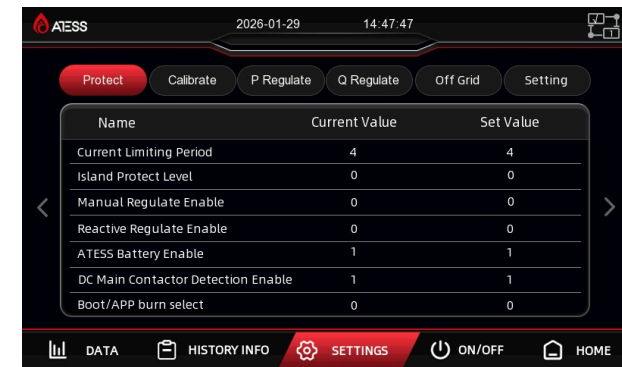 ATESS 2026-01-29 14:47:47
1
Protect Calibrate P Regulate Q Regulate Off Grid Setting
Name Current Value Set Value
Current Limiting Period 4 4
Island Protect Level 0 0
Manual Regulate Enable 0 0
Reactive Regulate Enable 0 0
ATESS Battery Enable 1 1
DC Main Contactor Detection Enable 1 1
Boot/APP burn select 0 0
DATA HISTORY INFO SETTINGS ON/OFF HOME